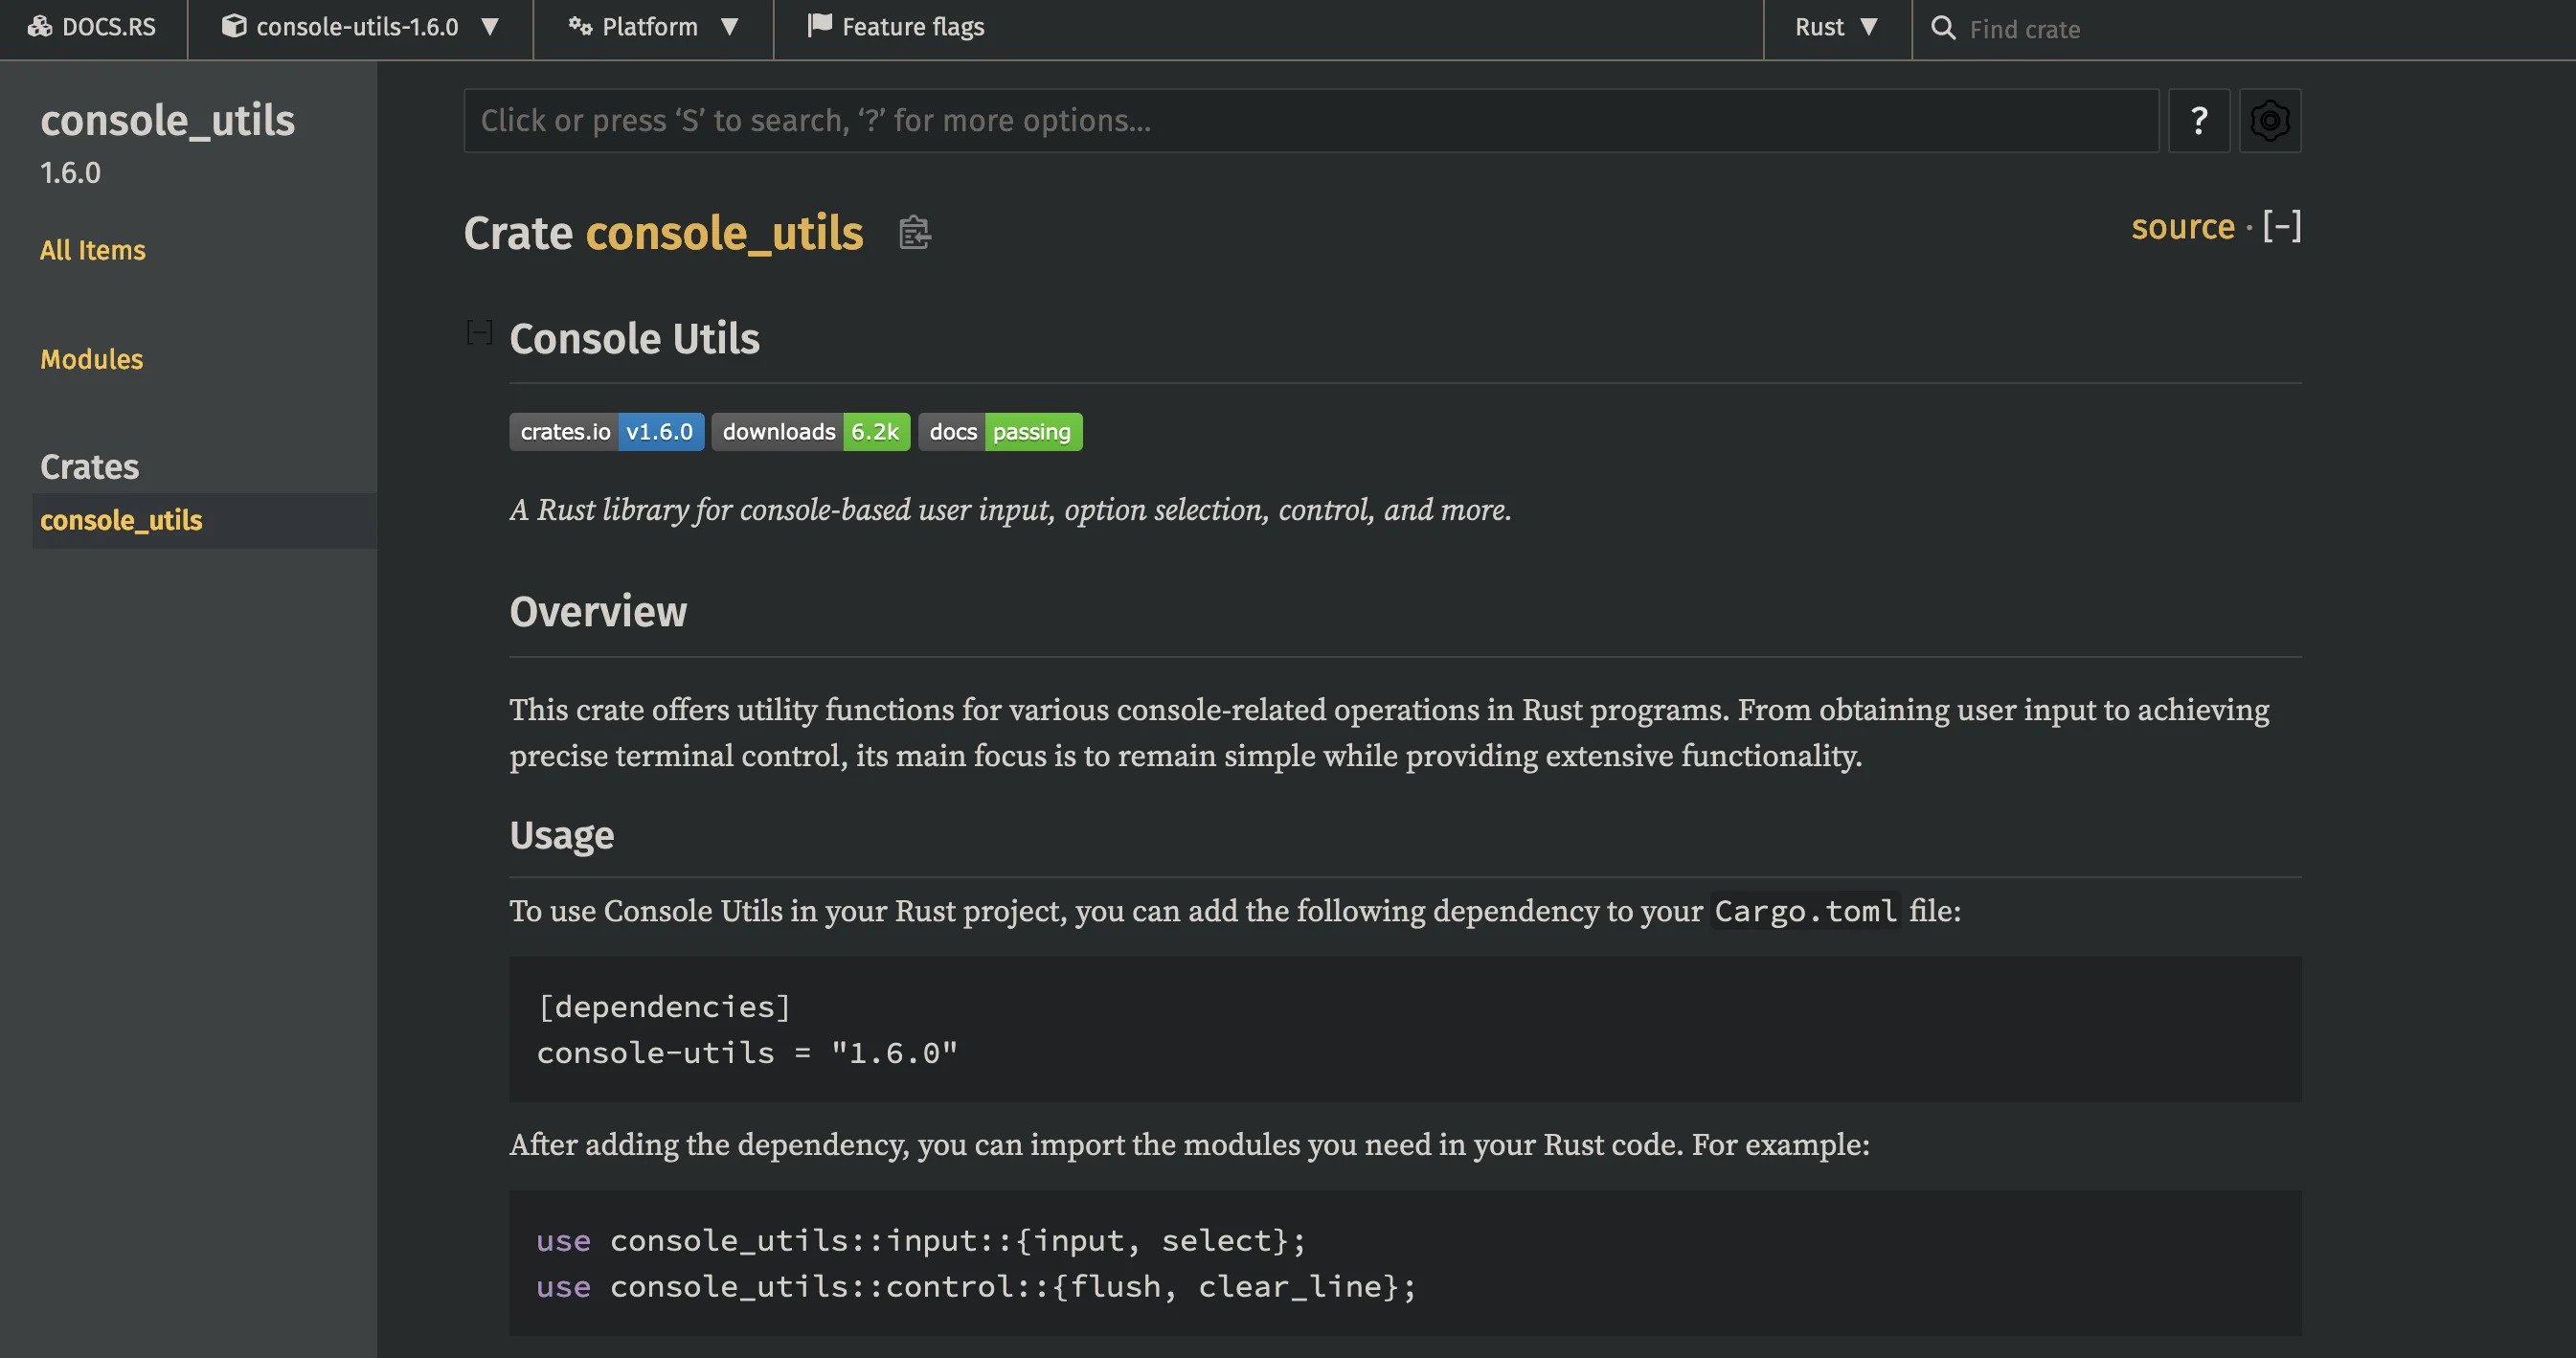 DOCS.RS console-utils-1.6.0 Platform Feature flags Rust Find crate
console_utils
1.6.0
All Items
Modules
Crates
console_utils
Click or press ‘S’ to search, ‘?’ for more options… ?
Crate console_utils source · [−]
[−] Console Utils
crates.io v1.6.0 downloads 6.2k docs passing
A Rust library for console-based user input, option selection, control, and more.
Overview
This crate offers utility functions for various console-related operations in Rust programs. From obtaining user input to achieving
precise terminal control, its main focus is to remain simple while providing extensive functionality.
Usage
To use Console Utils in your Rust project, you can add the following dependency to your Cargo.toml file:
[dependencies]
console-utils = "1.6.0"
After adding the dependency, you can import the modules you need in your Rust code. For example:
use console_utils::input::{input, select};
use console_utils::control::{flush, clear_line};